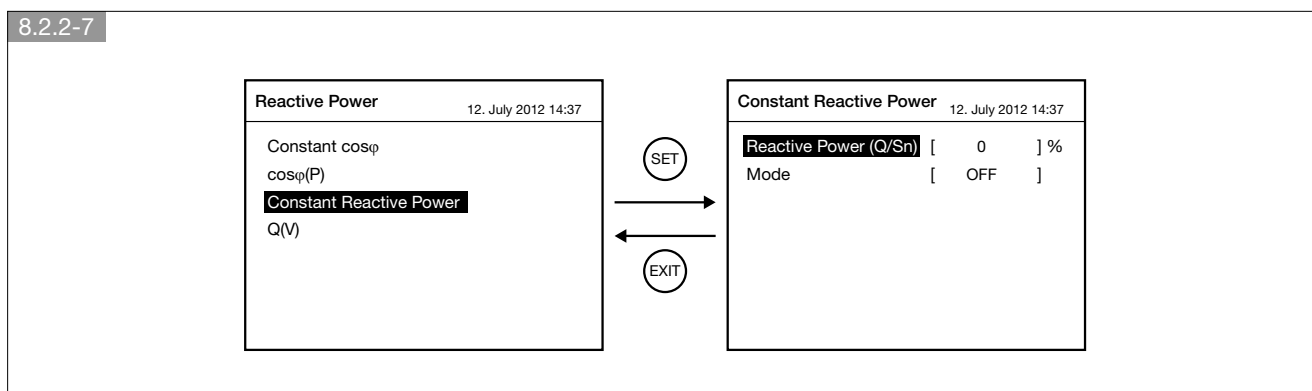 8.2.2-7
Reactive Power 12. July 2012 14:37
Constant cosφ
cosφ(P)
Constant Reactive Power
Q(V)
SET
EXIT
Constant Reactive Power 12. July 2012 14:37
Reactive Power (Q/Sn) [ 0 ] %
Mode [ OFF ]